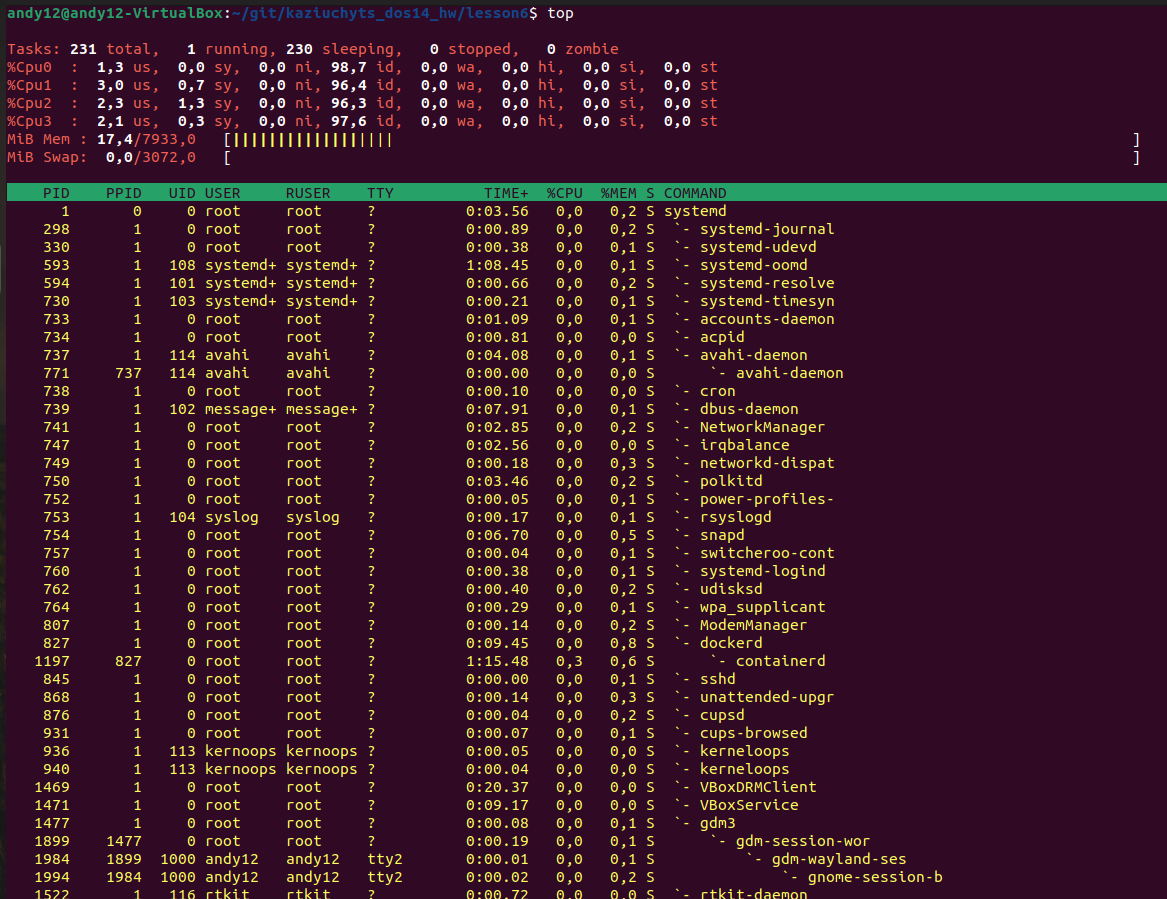 andy12@andy12-VirtualBox:~/git/kaziuchyts_dos14_hw/lesson6$ top
Tasks: 231 total,   1 running, 230 sleeping,   0 stopped,   0 zombie
%Cpu0  :  1,3 us,  0,0 sy,  0,0 ni, 98,7 id,  0,0 wa,  0,0 hi,  0,0 si,  0,0 st
%Cpu1  :  3,0 us,  0,7 sy,  0,0 ni, 96,4 id,  0,0 wa,  0,0 hi,  0,0 si,  0,0 st
%Cpu2  :  2,3 us,  1,3 sy,  0,0 ni, 96,3 id,  0,0 wa,  0,0 hi,  0,0 si,  0,0 st
%Cpu3  :  2,1 us,  0,3 sy,  0,0 ni, 97,6 id,  0,0 wa,  0,0 hi,  0,0 si,  0,0 st
MiB Mem : 17,4/7933,0   [||||||||||||||||||                    ]
MiB Swap:  0,0/3072,0   [                    ]
PID    PPID   UID USER     RUSER    TTY          TIME+  %CPU  %MEM S COMMAND
1       0     0 root     root     ?          0:03.56   0,0   0,2 S systemd
298       1     0 root     root     ?          0:00.89   0,0   0,2 S  `- systemd-journal
330       1     0 root     root     ?          0:00.38   0,0   0,1 S  `- systemd-udevd
593       1   108 systemd+ systemd+ ?          1:08.45   0,0   0,1 S  `- systemd-oomd
594       1   101 systemd+ systemd+ ?          0:00.66   0,0   0,2 S  `- systemd-resolve
730       1   103 systemd+ systemd+ ?          0:00.21   0,0   0,1 S  `- systemd-timesyn
733       1     0 root     root     ?          0:01.09   0,0   0,1 S  `- accounts-daemon
734       1     0 root     root     ?          0:00.81   0,0   0,0 S  `- acpid
737       1   114 avahi    avahi    ?          0:04.08   0,0   0,1 S  `- avahi-daemon
771     737   114 avahi    avahi    ?          0:00.00   0,0   0,0 S      `- avahi-daemon
738       1     0 root     root     ?          0:00.10   0,0   0,0 S  `- cron
739       1   102 message+ message+ ?          0:07.91   0,0   0,1 S  `- dbus-daemon
741       1     0 root     root     ?          0:02.85   0,0   0,2 S  `- NetworkManager
747       1     0 root     root     ?          0:02.56   0,0   0,0 S  `- irqbalance
749       1     0 root     root     ?          0:00.18   0,0   0,3 S  `- networkd-dispat
750       1     0 root     root     ?          0:03.46   0,0   0,2 S  `- polkitd
752       1     0 root     root     ?          0:00.05   0,0   0,1 S  `- power-profiles-
753       1   104 syslog   syslog   ?          0:00.17   0,0   0,1 S  `- rsyslogd
754       1     0 root     root     ?          0:06.70   0,0   0,5 S  `- snapd
757       1     0 root     root     ?          0:00.04   0,0   0,1 S  `- switcheroo-cont
760       1     0 root     root     ?          0:00.38   0,0   0,1 S  `- systemd-logind
762       1     0 root     root     ?          0:00.40   0,0   0,2 S  `- udisksd
764       1     0 root     root     ?          0:00.29   0,0   0,1 S  `- wpa_supplicant
807       1     0 root     root     ?          0:00.14   0,0   0,2 S  `- ModemManager
827       1     0 root     root     ?          0:09.45   0,0   0,8 S  `- dockerd
1197     827     0 root     root     ?          1:15.48   0,3   0,6 S      `- containerd
845       1     0 root     root     ?          0:00.00   0,0   0,1 S  `- sshd
868       1     0 root     root     ?          0:00.14   0,0   0,3 S  `- unattended-upgr
876       1     0 root     root     ?          0:00.04   0,0   0,2 S  `- cupsd
931       1     0 root     root     ?          0:00.07   0,0   0,1 S  `- cups-browsed
936       1   113 kernoops kernoops ?          0:00.05   0,0   0,0 S  `- kerneloops
940       1   113 kernoops kernoops ?          0:00.04   0,0   0,0 S  `- kerneloops
1469       1     0 root     root     ?          0:20.37   0,0   0,0 S  `- VBoxDRMClient
1471       1     0 root     root     ?          0:09.17   0,0   0,0 S  `- VBoxService
1477       1     0 root     root     ?          0:00.08   0,0   0,1 S  `- gdm3
1899    1477     0 root     root     ?          0:00.19   0,0   0,1 S      `- gdm-session-wor
1984    1899  1000 andy12   andy12   tty2       0:00.01   0,0   0,1 S          `- gdm-wayland-ses
1994    1984  1000 andy12   andy12   tty2       0:00.02   0,0   0,2 S              `- gnome-session-b
1522       1   116 rtkit    rtkit    ?          0:00.72   0,0   0,0 S  `- rtkit-daemon